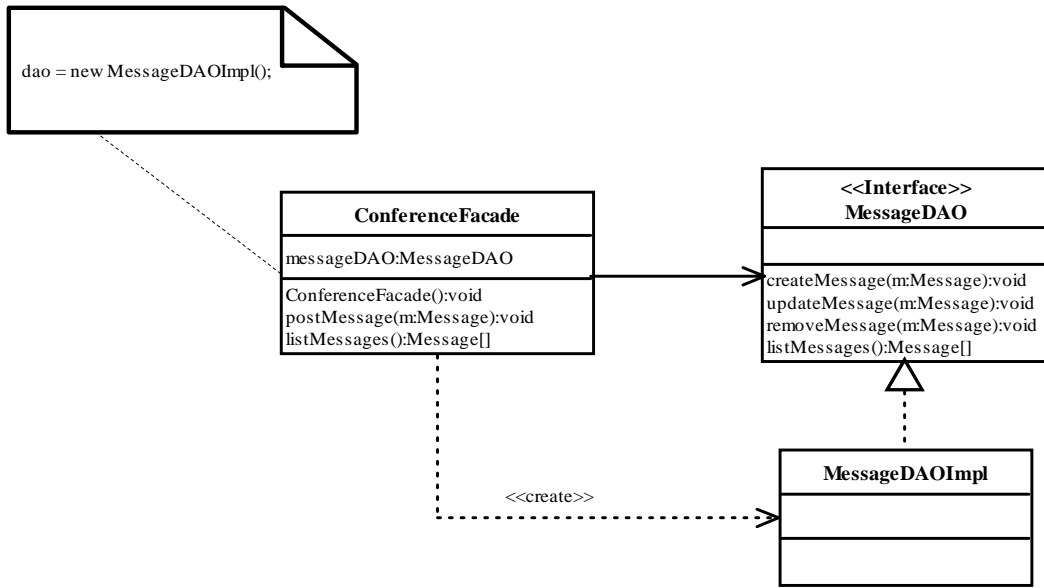 dao = new MessageDAOImpl();
ConferenceFacade
messageDAO:MessageDAO
ConferenceFacade():void
postMessage(m:Message):void
listMessages():Message[]
<<Interface>>
MessageDAO
createMessage(m:Message):void
updateMessage(m:Message):void
removeMessage(m:Message):void
listMessages():Message[]
<<create>>
MessageDAOImpl